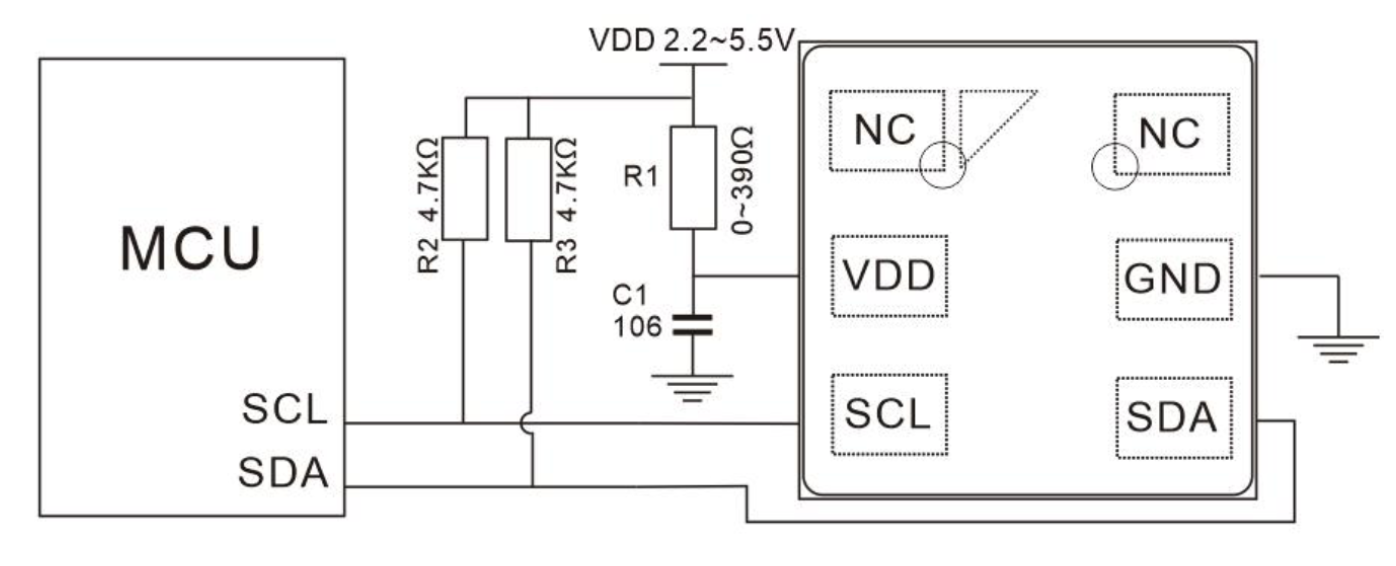 VDD 2.2~5.5V
MCU
SCL
SDA
R2 4.7KΩ
R3 4.7KΩ
R1
0~390Ω
C1
106
NC
NC
VDD
GND
SCL
SDA